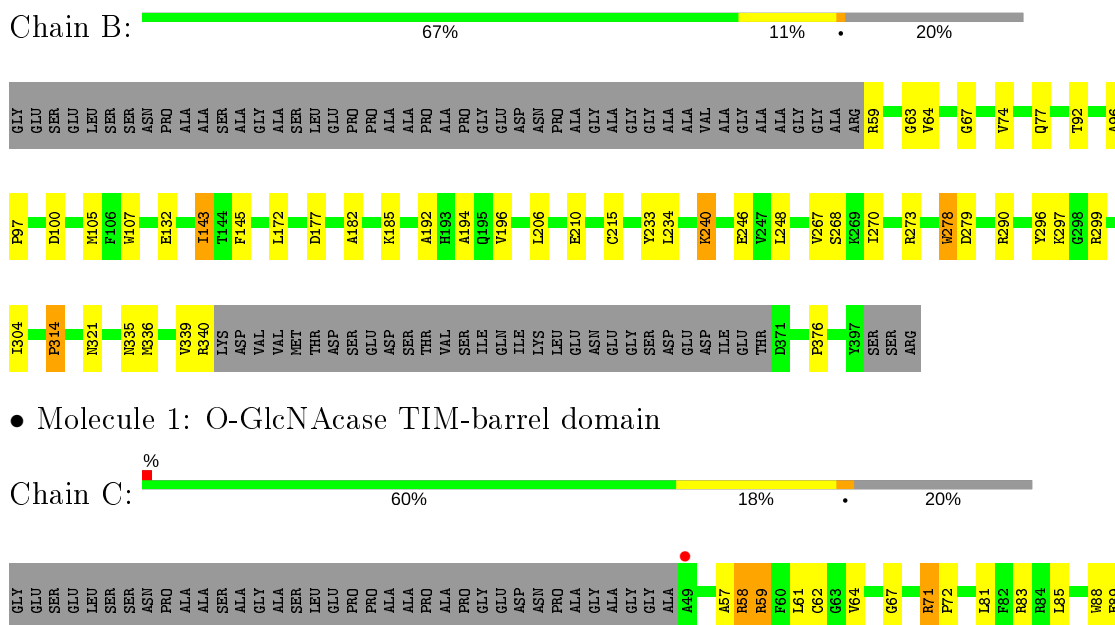 Chain B:
67% 11% • 20%
GLY GLU SER GLU LEU SER SER ASN PRO ALA ALA SER ALA GLY ALA SER LEU GLU PRO PRO ALA ALA PRO ALA PRO GLY GLU ASP ASN PRO ALA GLY ALA GLY GLY ALA ALA VAL ALA GLY ALA ALA GLY GLY ALA ARG R59 G63 V64 G67 V74 Q77 T92 A96
P97 D100 M105 F106 W107 E132 I143 T144 F145 L172 D177 A182 K185 A192 H193 A194 Q195 V196 L206 E210 C215 Y233 L234 K240 E246 V247 L248 V267 S268 K269 I270 R273 W278 D279 R290 Y296 K297 G298 R299
I304 P314 N321 N335 M336 V339 R340 LYS ASP VAL VAL MET THR ASP SER GLU ASP SER THR VAL SER ILE GLN ILE LYS LEU GLU ASN GLU GLY SER ASP GLU ASP ILE GLU THR D371 P376 Y397 SER SER ARG
• Molecule 1: O-GlcNAcase TIM-barrel domain
%
Chain C:
60% 18% • 20%
GLY GLU SER GLU LEU SER SER ASN PRO ALA ALA SER ALA GLY ALA SER LEU GLU PRO PRO ALA ALA PRO ALA PRO GLY GLU ASP ASN PRO ALA GLY ALA GLY GLY ALA A49 A57 R58 R59 F60 L61 C62 G63 V64 G67 R71 P72 L81 F82 R83 R84 L85 W88